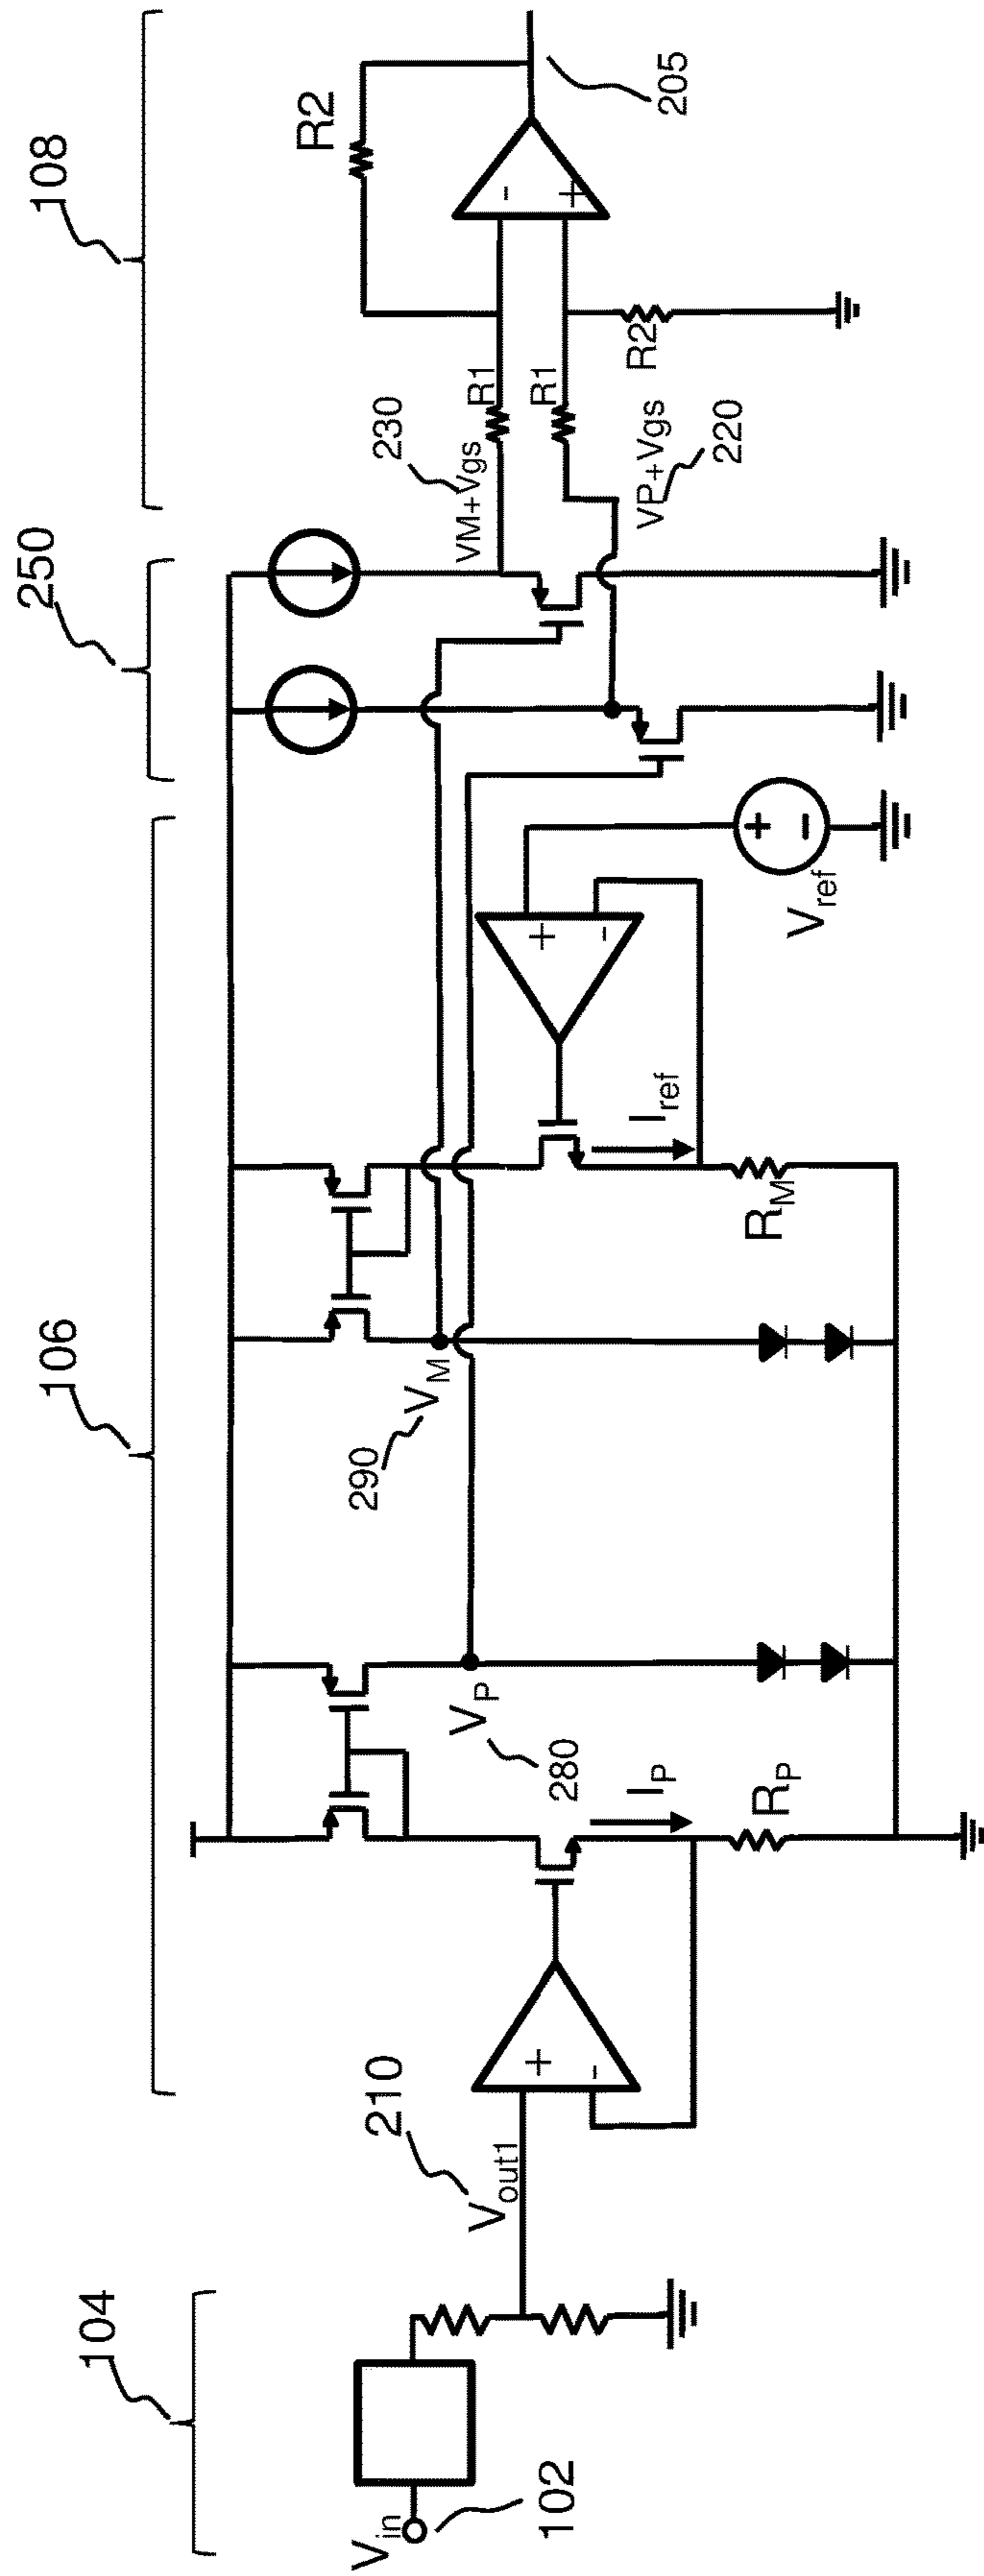 104
106
250
108
Vin
102
Vout1
210
+
-
IP
RP
VP
280
290
VM
Iref
RM
+
-
Vref
+
-
VM+Vgs
230
VP+Vgs
220
R1
R1
R2
R2
-
+
205